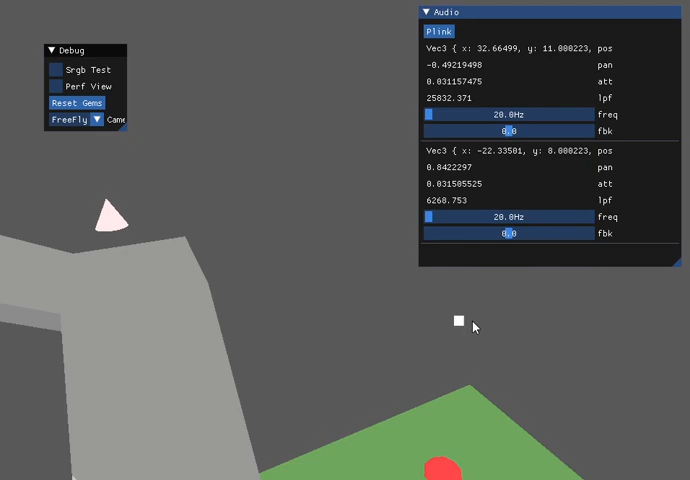 Debug
Srgb Test
Perf View
Reset Gems
FreeFly Came
Audio
Plink
Vec3 { x: 32.66499, y: 11.000223, pos
-0.49219498 pan
0.031157475 att
25832.371 lpf
20.0Hz freq
0.0 fbk
Vec3 { x: -22.33501, y: 8.000223, pos
0.8422297 pan
0.031505525 att
6268.753 lpf
20.0Hz freq
0.0 fbk